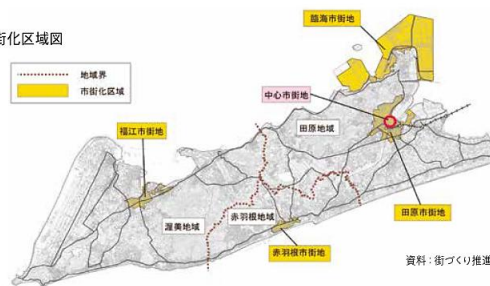 街化区域図
地域界
市街化区域
臨海市街地
中心市街地
田原地域
福江市街地
渥美地域
赤羽根地域
田原市街地
赤羽根市街地
資料：街づくり推進